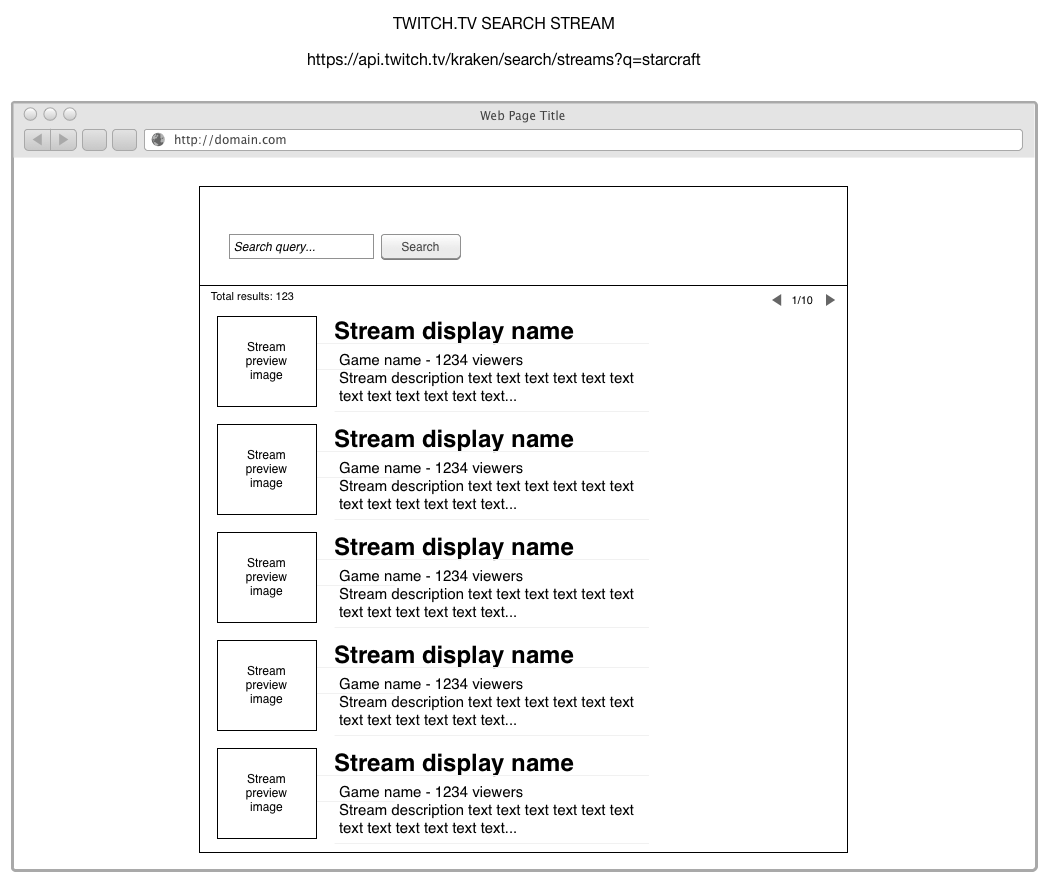 TWITCH.TV SEARCH STREAM
https://api.twitch.tv/kraken/search/streams?q=starcraft
Web Page Title
http://domain.com
Search query...
Search
Total results: 123
1/10
Stream
preview
image
Stream display name
Game name - 1234 viewers
Stream description text text text text text text
text text text text text text...
Stream
preview
image
Stream display name
Game name - 1234 viewers
Stream description text text text text text text
text text text text text text...
Stream
preview
image
Stream display name
Game name - 1234 viewers
Stream description text text text text text text
text text text text text text...
Stream
preview
image
Stream display name
Game name - 1234 viewers
Stream description text text text text text text
text text text text text text...
Stream
preview
image
Stream display name
Game name - 1234 viewers
Stream description text text text text text text
text text text text text text...